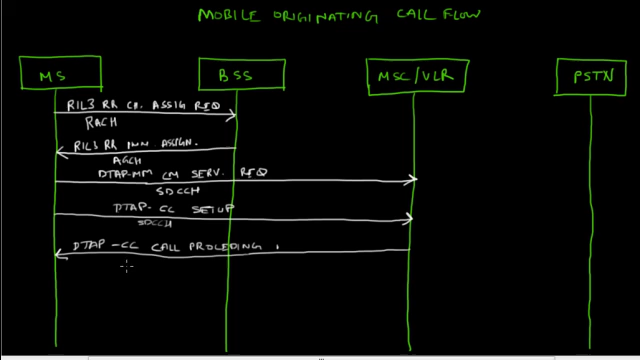 MOBILE ORIGINATING CALL FLOW
MS
BSS
MSC/VLR
PSTN
RIL3 RR CH. ASSIG REQ
RACH
RIL3 RR IMM ASSIGN.
AGCH
DTAP-MM CM SERV. REQ
SDCCH
DTAP-CC SETUP
SDCCH
DTAP-CC CALL PROCEDING.